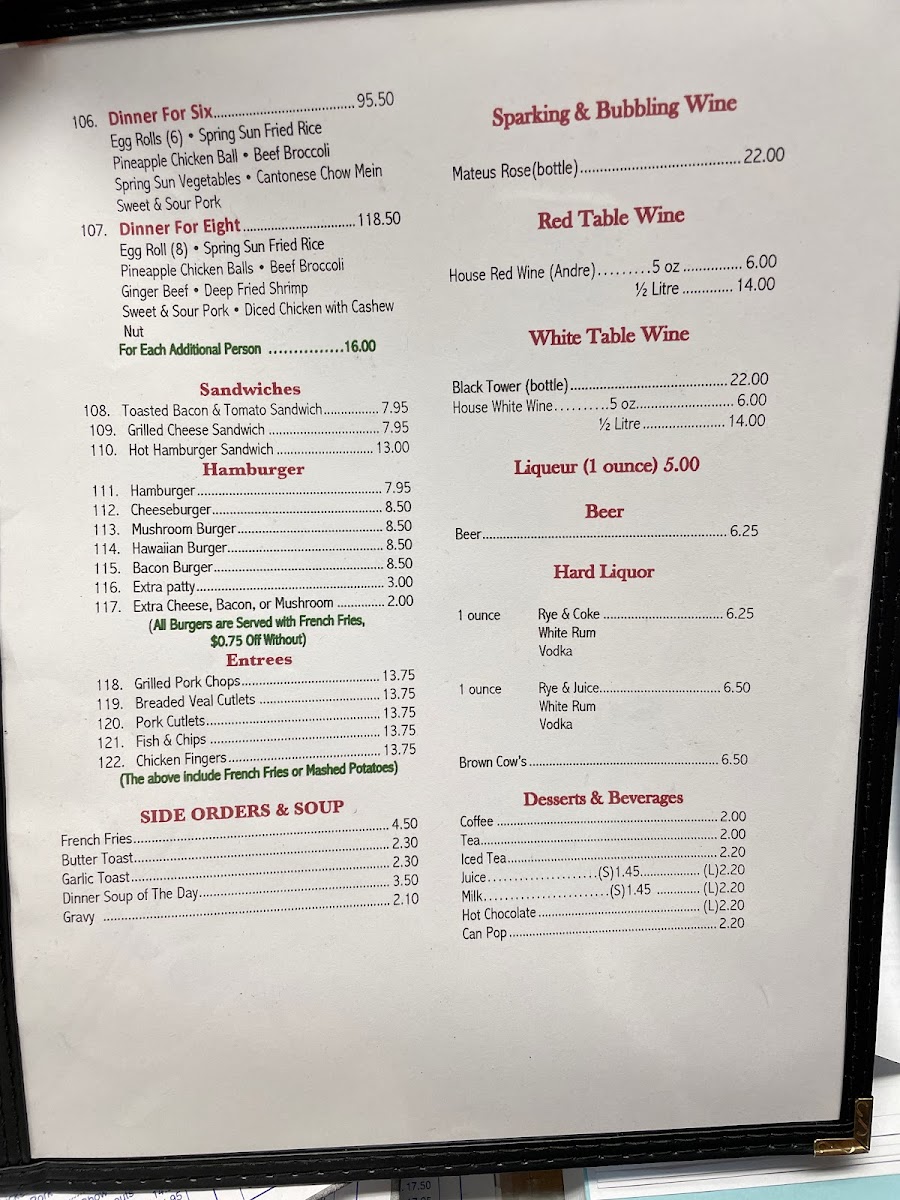 106. Dinner For Six..........95.50
Egg Rolls (6) • Spring Sun Fried Rice
Pineapple Chicken Ball • Beef Broccoli
Spring Sun Vegetables • Cantonese Chow Mein
Sweet & Sour Pork
107. Dinner For Eight..........118.50
Egg Roll (8) • Spring Sun Fried Rice
Pineapple Chicken Balls • Beef Broccoli
Ginger Beef • Deep Fried Shrimp
Sweet & Sour Pork • Diced Chicken with Cashew
Nut
For Each Additional Person ...............16.00
Sandwiches
108. Toasted Bacon & Tomato Sandwich..........7.95
109. Grilled Cheese Sandwich ..........7.95
110. Hot Hamburger Sandwich ..........13.00
Hamburger
111. Hamburger..........7.95
112. Cheeseburger..........8.50
113. Mushroom Burger..........8.50
114. Hawaiian Burger..........8.50
115. Bacon Burger..........8.50
116. Extra patty..........3.00
117. Extra Cheese, Bacon, or Mushroom ..........2.00
(All Burgers are Served with French Fries,
$0.75 Off Without)
Entrees
118. Grilled Pork Chops..........13.75
119. Breaded Veal Cutlets ..........13.75
120. Pork Cutlets..........13.75
121. Fish & Chips ..........13.75
122. Chicken Fingers..........13.75
(The above include French Fries or Mashed Potatoes)
SIDE ORDERS & SOUP
French Fries..........4.50
Butter Toast..........2.30
Garlic Toast..........2.30
Dinner Soup of The Day..........3.50
Gravy ..........2.10
Sparking & Bubbling Wine
Mateus Rose(bottle)..........22.00
Red Table Wine
House Red Wine (Andre).........5 oz ..........6.00
½ Litre ..........14.00
White Table Wine
Black Tower (bottle)..........22.00
House White Wine.........5 oz..........6.00
½ Litre ..........14.00
Liqueur (1 ounce) 5.00
Beer
Beer..........6.25
Hard Liquor
1 ounce Rye & Coke ..........6.25
White Rum
Vodka
1 ounce Rye & Juice..........6.50
White Rum
Vodka
Brown Cow's ..........6.50
Desserts & Beverages
Coffee ..........2.00
Tea..........2.00
Iced Tea..........2.20
Juice..........(S)1.45..........(L)2.20
Milk..........(S)1.45 ..........(L)2.20
Hot Chocolate ..........(L)2.20
Can Pop ..........2.20
17.50